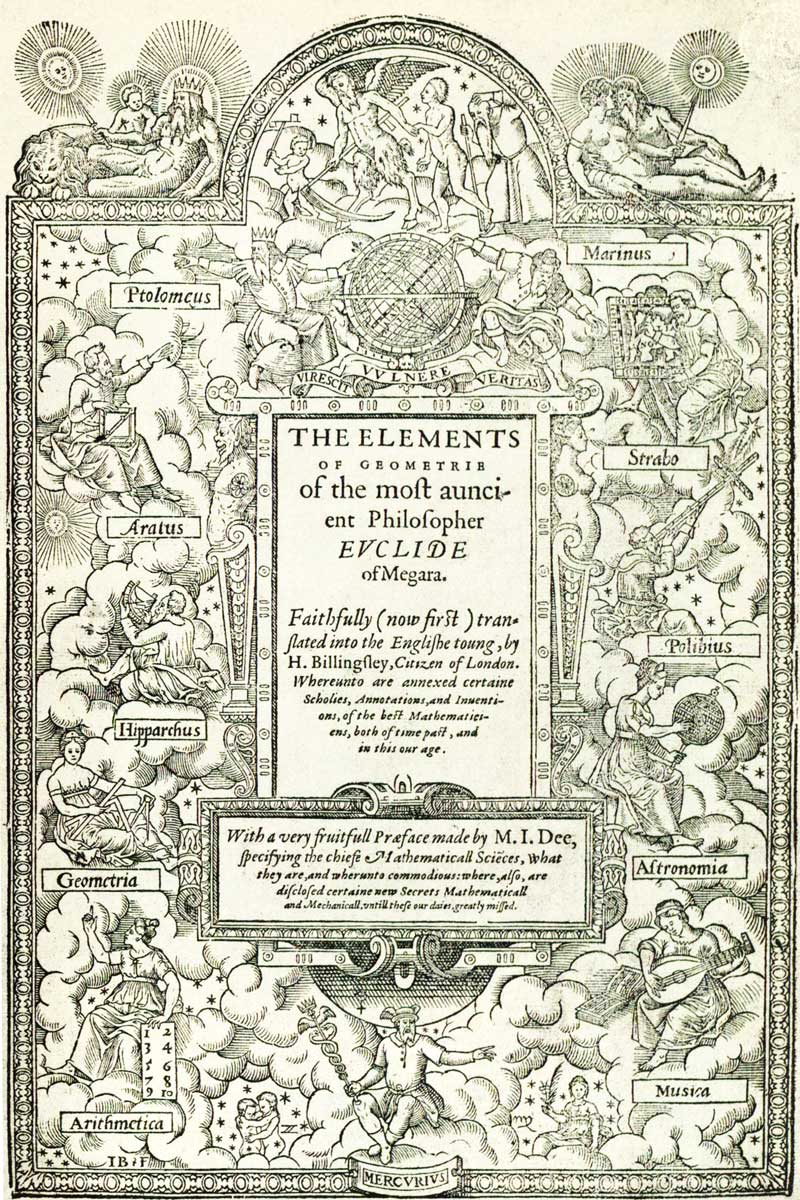 Ptolomeus
Marinus
VIRESCIT VVLNERE VERITAS
Aratus
Strabo
Hipparchus
Polibius
THE ELEMENTS
OF GEOMETRIE
of the moſt aunci-
ent Philoſopher
EVCLIDE
of Megara.
Faithfully (now firſt) tran-
ſlated into the Engliſhe toung, by
H. Billingſley, Citizen of London.
Whereunto are annexed certaine
Scholies, Annotations, and Inuenti-
ons, of the beſt Mathematici-
ens, both of time paſt, and
in this our age.
With a very fruitfull Præface made by M. I. Dee,
ſpecifying the chiefe Mathematicall Sciẽces, what
they are, and wherunto commodious: where, alſo, are
diſcloſed certaine new Secrets Mathematicall
and Mechanicall, vntill theſe our daies, greatly miſſed.
Geometria
Astronomia
1 2
3 4
5 6
7 8
9 10
Arithmetica
Musica
IB·F
MERCVRIVS